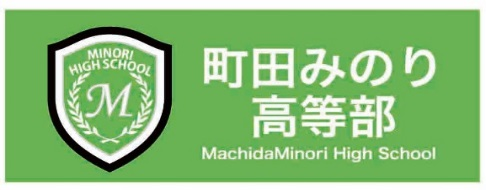 MINORI
HIGH SCHOOL
M
町田みのり
高等部
MachidaMinori High School